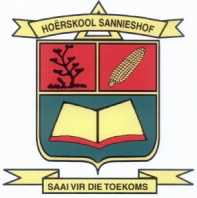 HOËRSKOOL SANNIESHOF
SAAI VIR DIE TOEKOMS